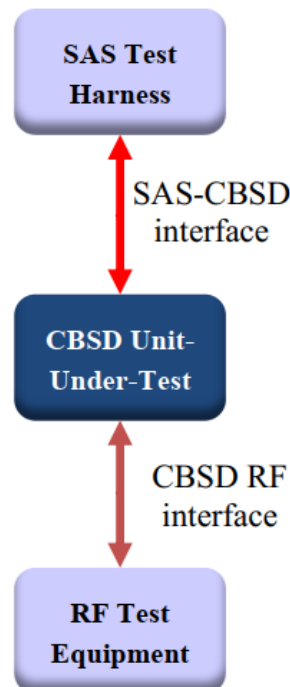 SAS Test
Harness
SAS-CBSD
interface
CBSD Unit-
Under-Test
CBSD RF
interface
RF Test
Equipment